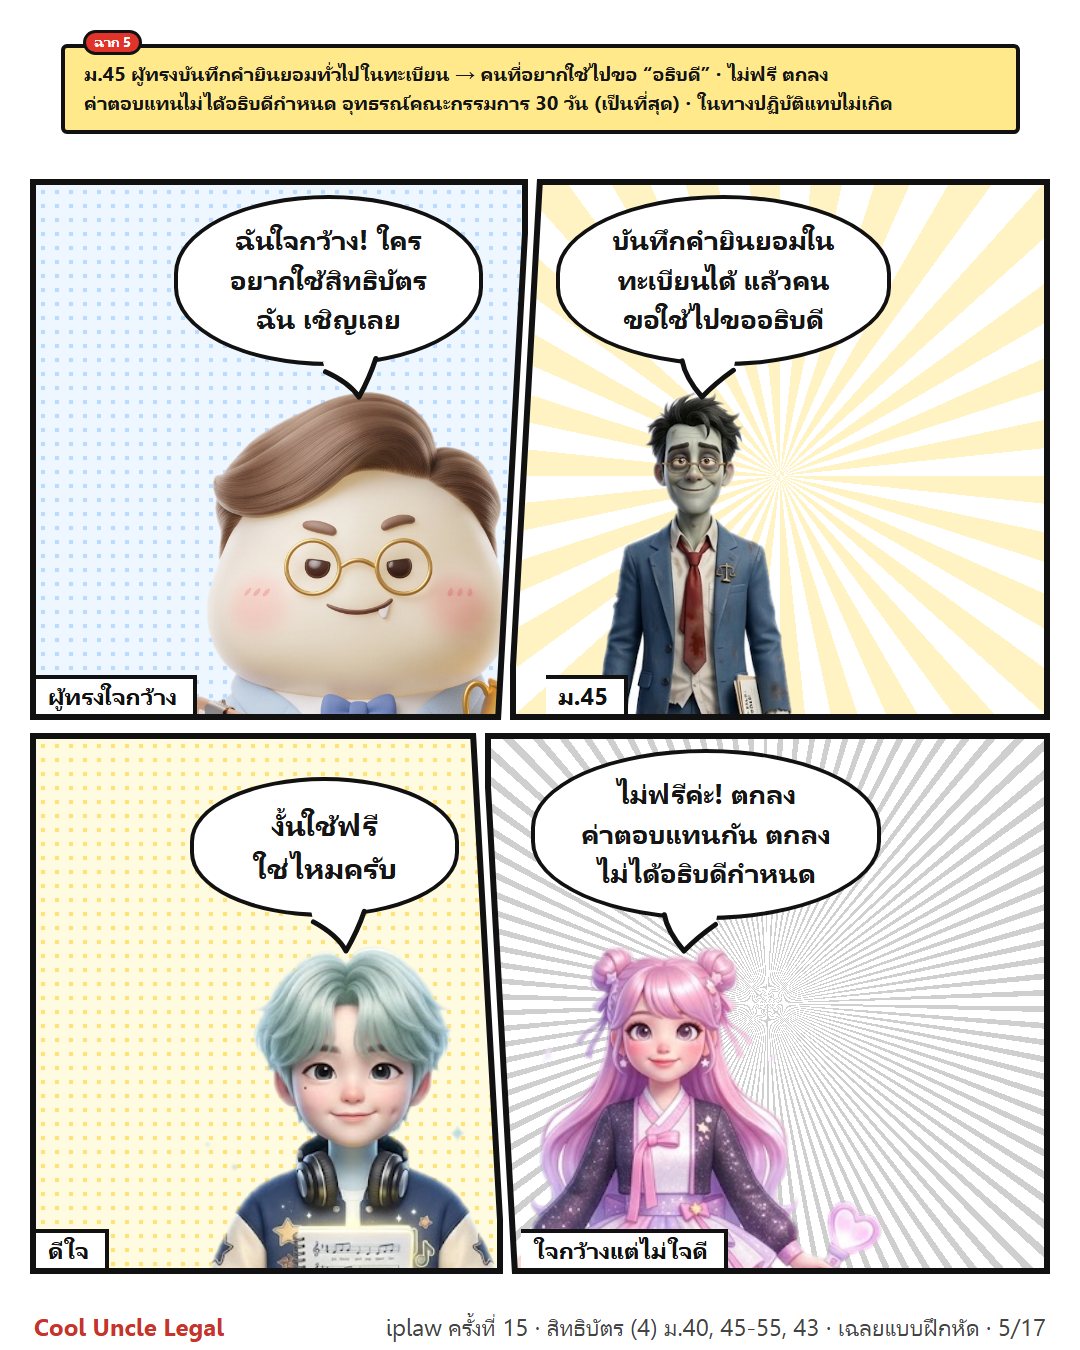 ฉาก 5
ม.45 ผู้ทรงบันทึกคำยินยอมทั่วไปในทะเบียน → คนที่อยากใช้ไปขอ “อธิบดี” · ไม่ฟรี ตกลง
ค่าตอบแทนไม่ได้อธิบดีกำหนด อุทธรณ์คณะกรรมการ 30 วัน (เป็นที่สุด) · ในทางปฏิบัติแทบไม่เกิด
ฉันใจกว้าง! ใคร
อยากใช้สิทธิบัตร
ฉัน เชิญเลย
ผู้ทรงใจกว้าง
บันทึกคำยินยอมใน
ทะเบียนได้ แล้วคน
ขอใช้ไปขออธิบดี
ม.45
งั้นใช้ฟรี
ใช่ไหมครับ
ดีใจ
ไม่ฟรีค่ะ! ตกลง
ค่าตอบแทนกัน ตกลง
ไม่ได้อธิบดีกำหนด
ใจกว้างแต่ไม่ใจดี
Cool Uncle Legal
iplaw ครั้งที่ 15 · สิทธิบัตร (4) ม.40, 45-55, 43 · เฉลยแบบฝึกหัด · 5/17